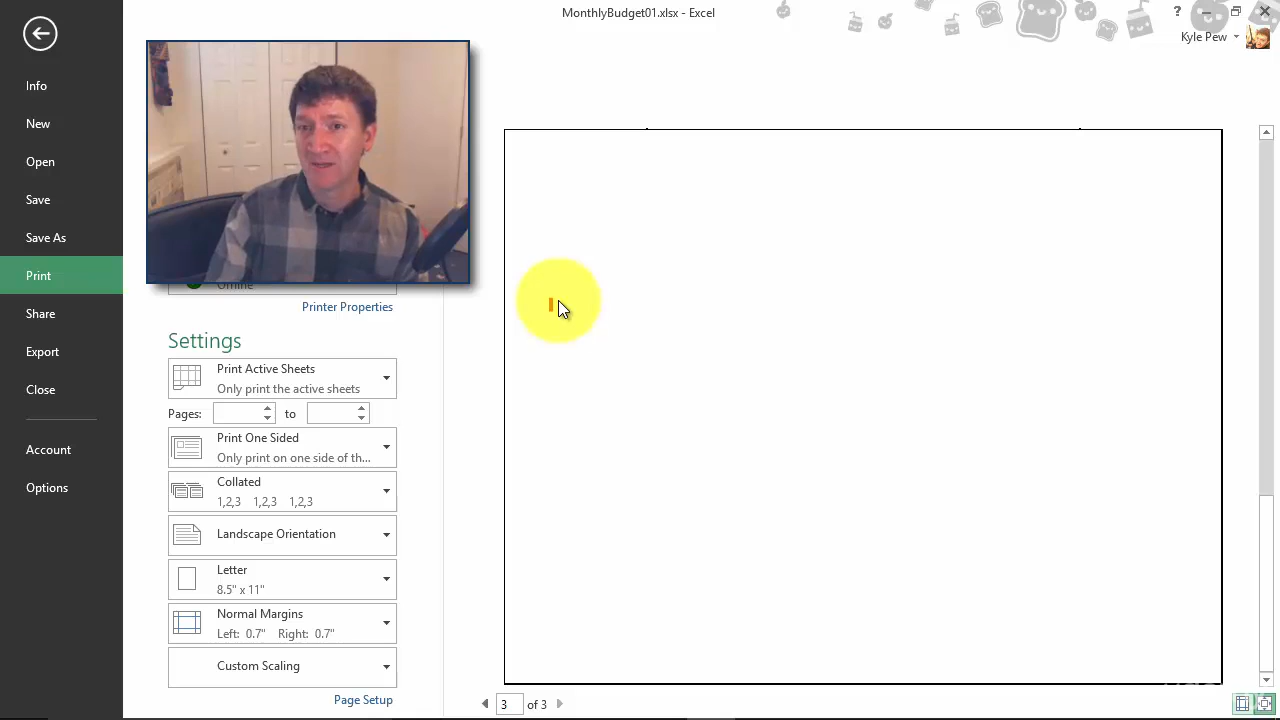 MonthlyBudget01.xlsx - Excel
?
Kyle Pew
Info
New
Open
Save
Save As
Print
Share
Export
Close
Account
Options
Online
Printer Properties
Settings
Print Active Sheets
Only print the active sheets
Pages:
to
Print One Sided
Only print on one side of th...
Collated
1,2,3 1,2,3 1,2,3
Landscape Orientation
Letter
8.5" x 11"
Normal Margins
Left: 0.7" Right: 0.7"
Custom Scaling
Page Setup
3 of 3